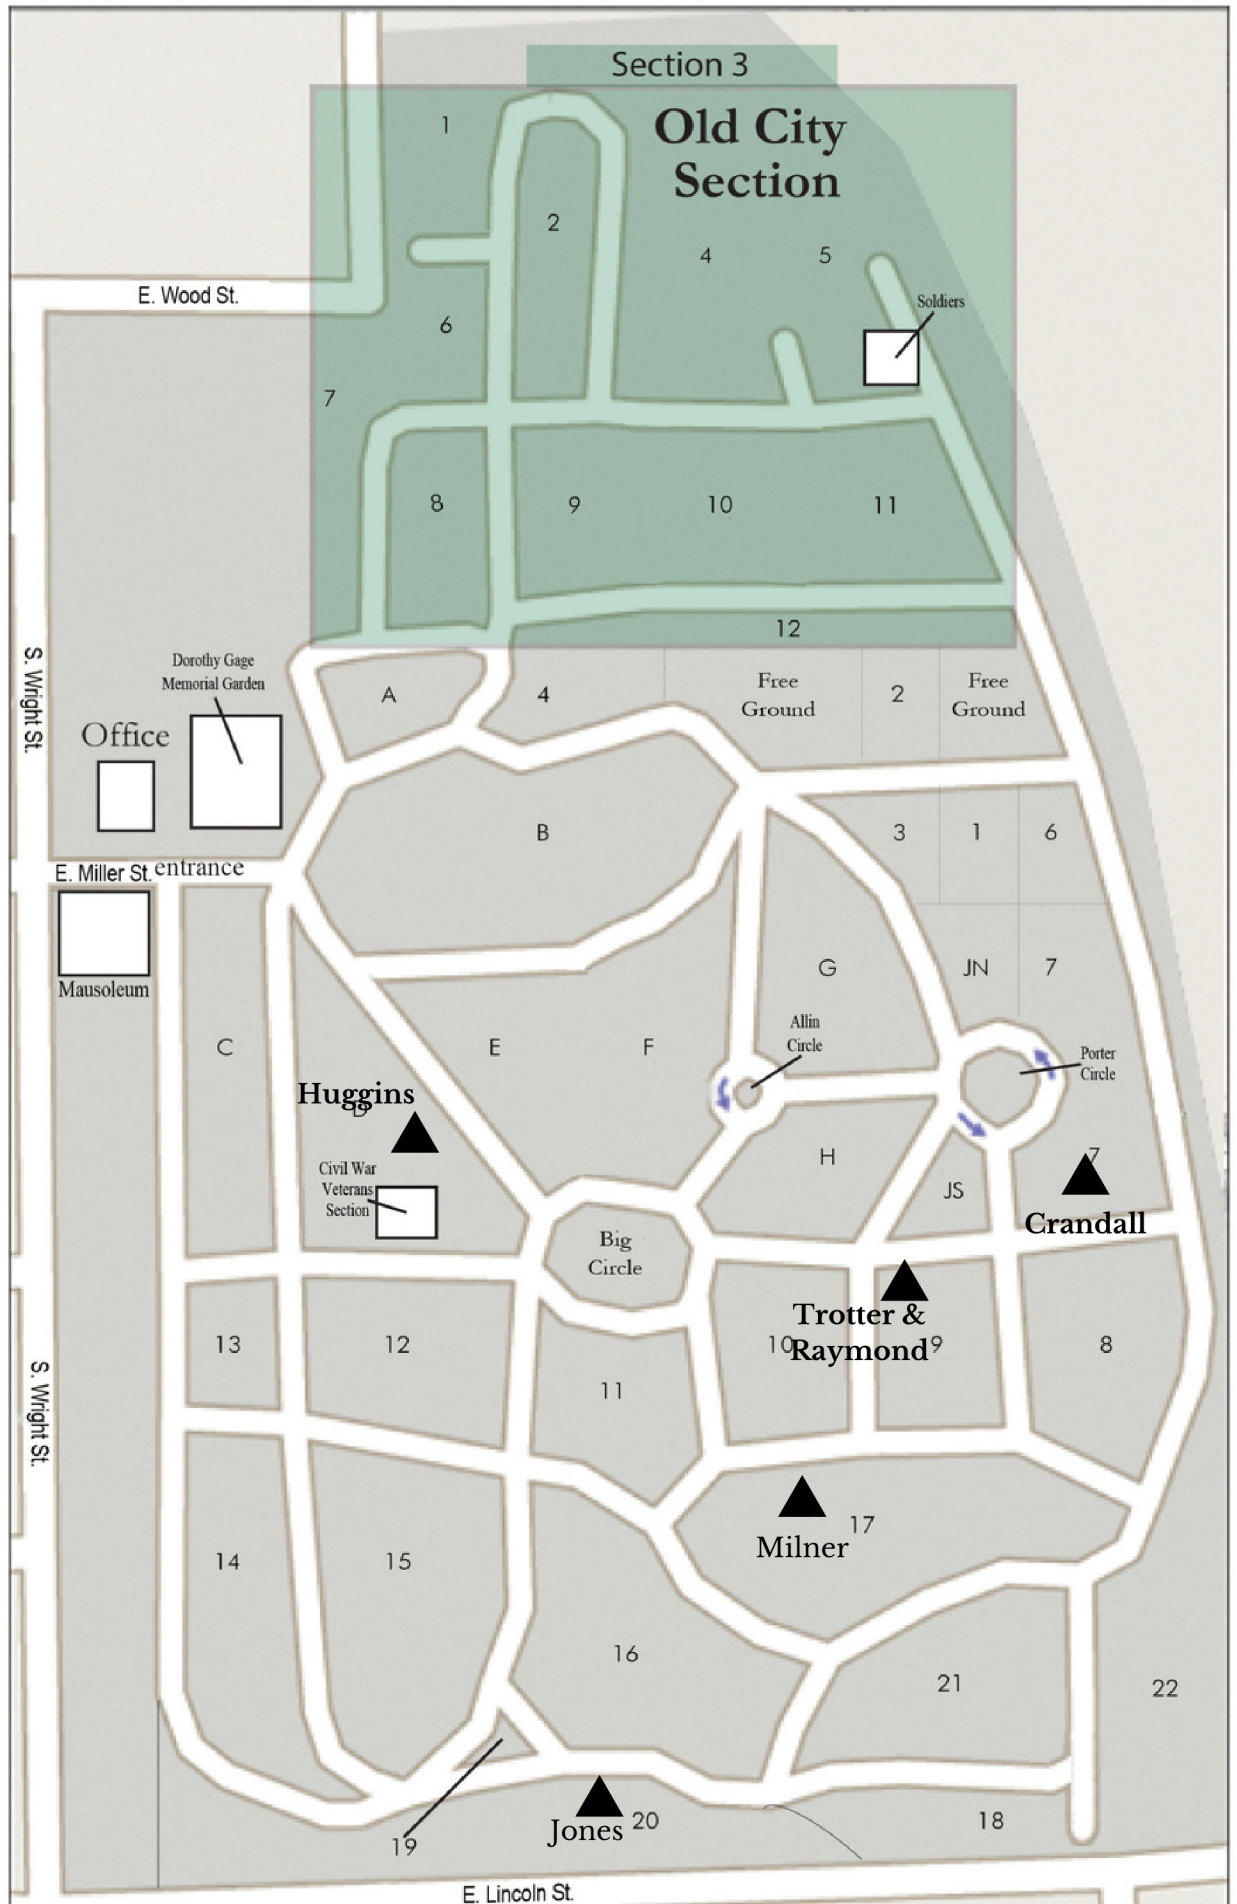 Section 3
Old City
Section
1
2
4
5
Soldiers
E. Wood St.
6
7
8
9
10
11
12
S. Wright St.
Dorothy Gage
Memorial Garden
Office
A
4
Free
Ground
2
Free
Ground
B
3
1
6
E. Miller St.
entrance
Mausoleum
C
E
F
G
JN
7
Allin
Circle
Porter
Circle
Huggins
D
Civil War
Veterans
Section
H
JS
7
Crandall
Big
Circle
Trotter &
Raymond
13
12
11
10
9
8
S. Wright St.
14
15
Milner
17
16
21
22
Jones
20
18
19
E. Lincoln St.